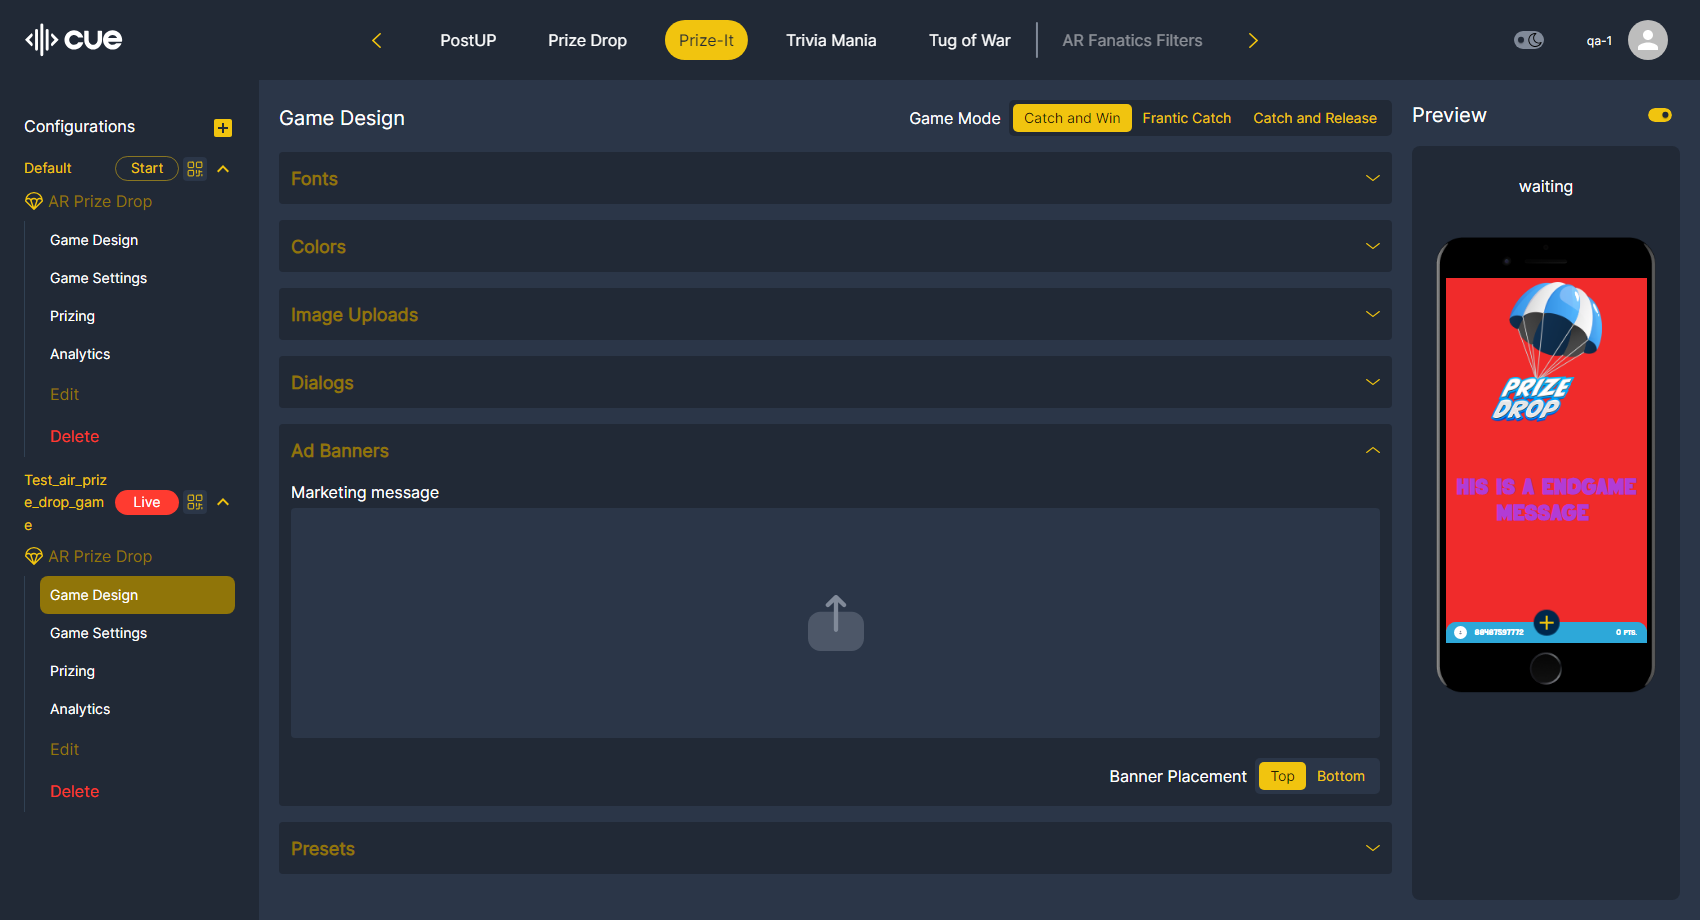 cue
PostUP
Prize Drop
Prize-It
Trivia Mania
Tug of War
AR Fanatics Filters
qa-1
Configurations
Default
Start
AR Prize Drop
Game Design
Game Settings
Prizing
Analytics
Edit
Delete
Test_air_priz
e_drop_gam
e
Live
AR Prize Drop
Game Design
Game Settings
Prizing
Analytics
Edit
Delete
Game Design
Game Mode
Catch and Win
Frantic Catch
Catch and Release
Fonts
Colors
Image Uploads
Dialogs
Ad Banners
Marketing message
Banner Placement
Top
Bottom
Presets
Preview
waiting
PRIZE
DROP
HIS IS A ENDGAME
MESSAGE
0 PTS.